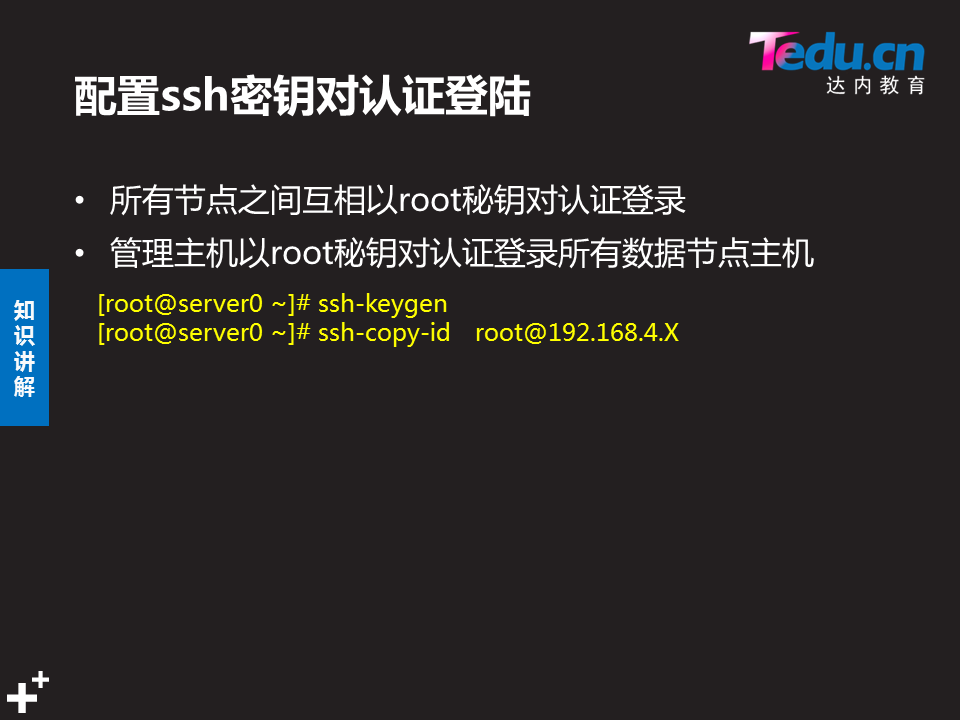 Tedu.cn
达内教育
配置ssh密钥对认证登陆
• 所有节点之间互相以root秘钥对认证登录
• 管理主机以root秘钥对认证登录所有数据节点主机
[root@server0 ~]# ssh-keygen
[root@server0 ~]# ssh-copy-id root@192.168.4.X
知
识
讲
解